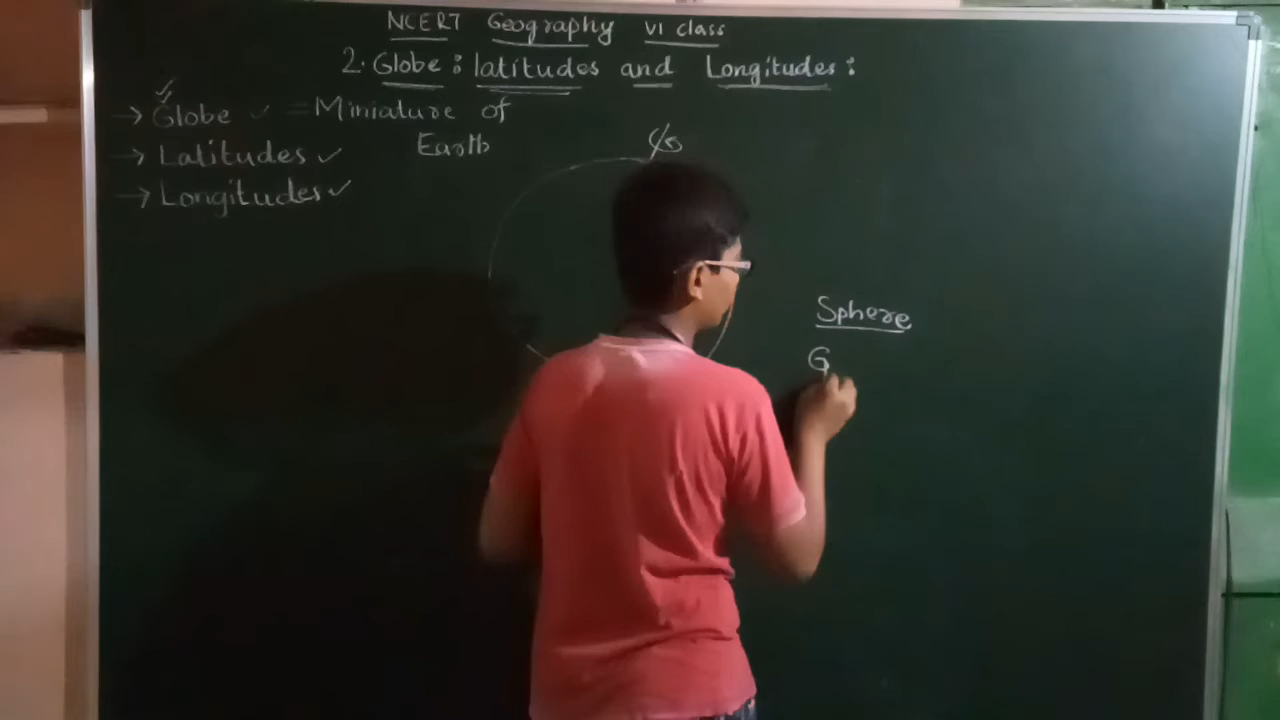 NCERT Geography VI class
2. Globe : latitudes and Longitudes :
→ Globe ✓ = Miniature of
Earth
→ Latitudes ✓
→ Longitudes ✓
Sphere
G